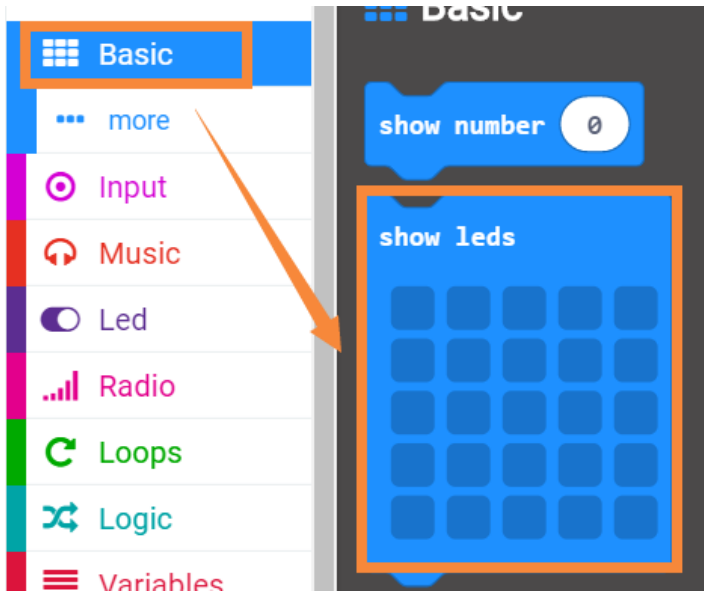 Basic
more
Input
Music
Led
Radio
Loops
Logic
Variables
Basic
show number 0
show leds